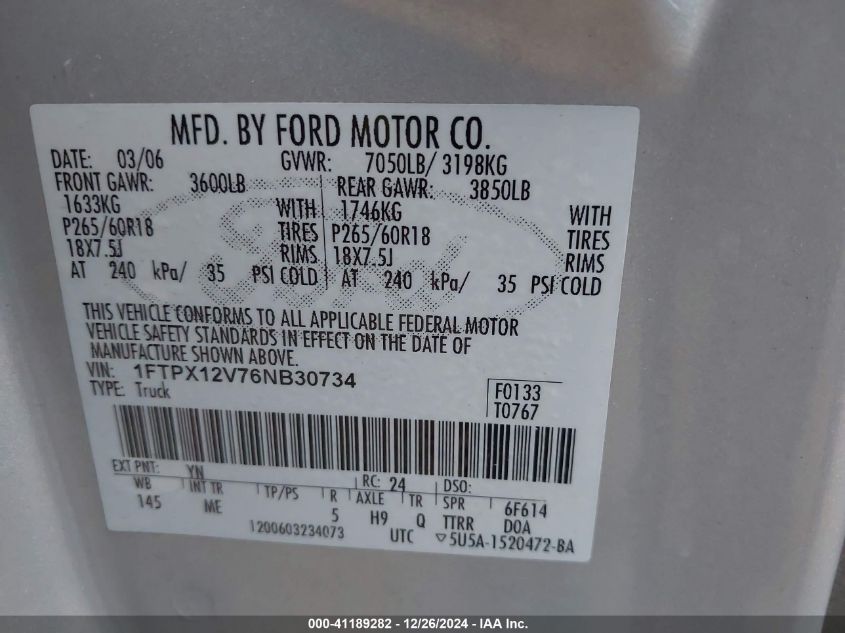 MFD. BY FORD MOTOR CO.
DATE: 03/06 GVWR: 7050LB/ 3198KG
FRONT GAWR: 3600LB REAR GAWR: 3850LB
1633KG WITH 1746KG WITH
P265/60R18 TIRES P265/60R18 TIRES
18X7.5J RIMS 18X7.5J RIMS
AT 240 kPa/ 35 PSI COLD AT 240 kPa/ 35 PSI COLD
Ford
THIS VEHICLE CONFORMS TO ALL APPLICABLE FEDERAL MOTOR
VEHICLE SAFETY STANDARDS IN EFFECT ON THE DATE OF
MANUFACTURE SHOWN ABOVE.
VIN: 1FTPX12V76NB30734
TYPE: Truck
F0133
T0767
EXT PNT: YN RC: 24 DSO:
WB INT TR TP/PS R AXLE TR SPR 6F614
145 ME 5 H9 Q TTRR DOA
1200603234073 UTC ▽5U5A-1520472-BA
000-41189282 - 12/26/2024 - IAA Inc.